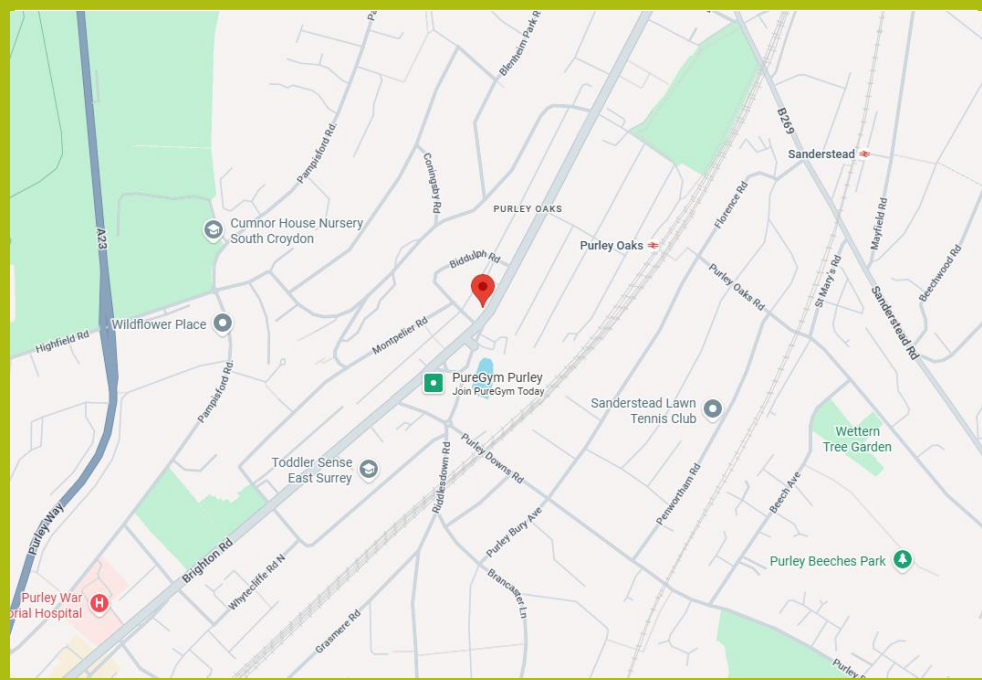 Blenheim Park R
Pampisford Rd.
Coningsby Rd
B269
Sanderstead
PURLEY OAKS
Florence Rd
Mayfield Rd
Cumnor House Nursery
South Croydon
A23
Purley Oaks
Biddulph Rd
Purley Oaks Rd
St Mary's Rd
Beechwood Rd
Sanderstead Rd
Wildflower Place
Highfield Rd
Montpelier Rd
Pampisford Rd.
PureGym Purley
Join PureGym Today
Sanderstead Lawn
Tennis Club
Wettern
Tree Garden
Toddler Sense
East Surrey
Riddlesdown Rd
Purley Downs Rd
Penwortham Rd
Beech Ave
Purley Way
Brighton Rd
Purley Bury Ave
Purley Beeches Park
Whytecliffe Rd N
Brancaster Ln
Purley War
orial Hospital
H
Grasmere Rd
Purley